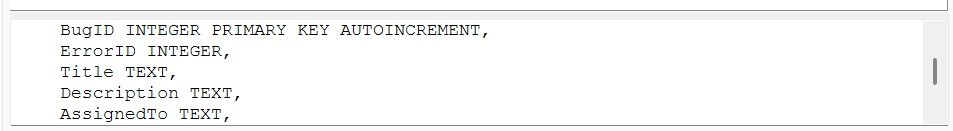 BugID INTEGER PRIMARY KEY AUTOINCREMENT,
ErrorID INTEGER,
Title TEXT,
Description TEXT,
AssignedTo TEXT,